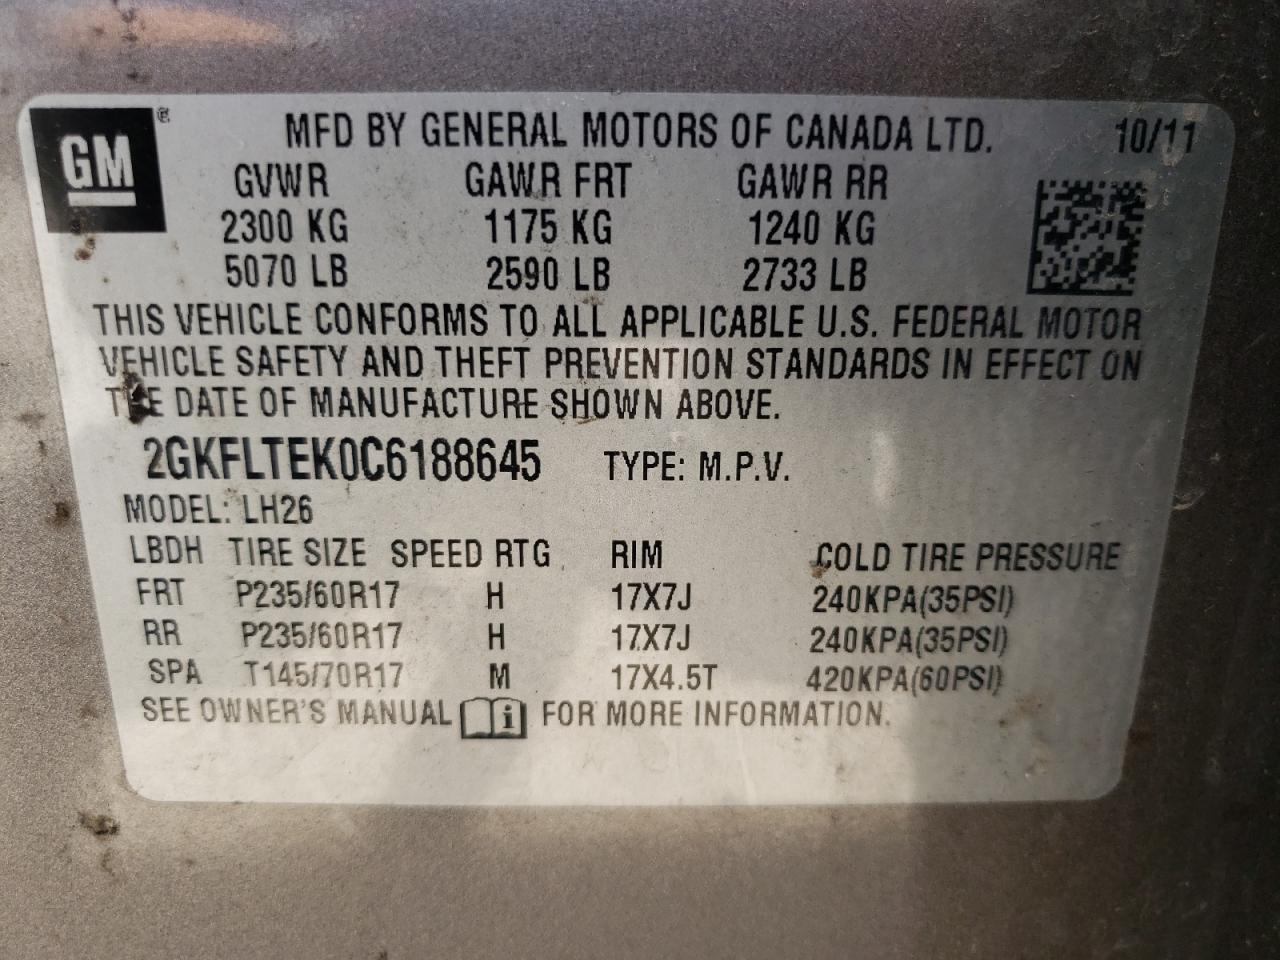 GM® MFD BY GENERAL MOTORS OF CANADA LTD. 10/11
GVWR GAWR FRT GAWR RR
2300 KG 1175 KG 1240 KG
5070 LB 2590 LB 2733 LB
THIS VEHICLE CONFORMS TO ALL APPLICABLE U.S. FEDERAL MOTOR
VEHICLE SAFETY AND THEFT PREVENTION STANDARDS IN EFFECT ON
THE DATE OF MANUFACTURE SHOWN ABOVE.
2GKFLTEK0C6188645 TYPE: M.P.V.
MODEL: LH26
LBDH TIRE SIZE SPEED RTG RIM COLD TIRE PRESSURE
FRT P235/60R17 H 17X7J 240KPA(35PSI)
RR P235/60R17 H 17X7J 240KPA(35PSI)
SPA T145/70R17 M 17X4.5T 420KPA(60PSI)
SEE OWNER'S MANUAL i FOR MORE INFORMATION.